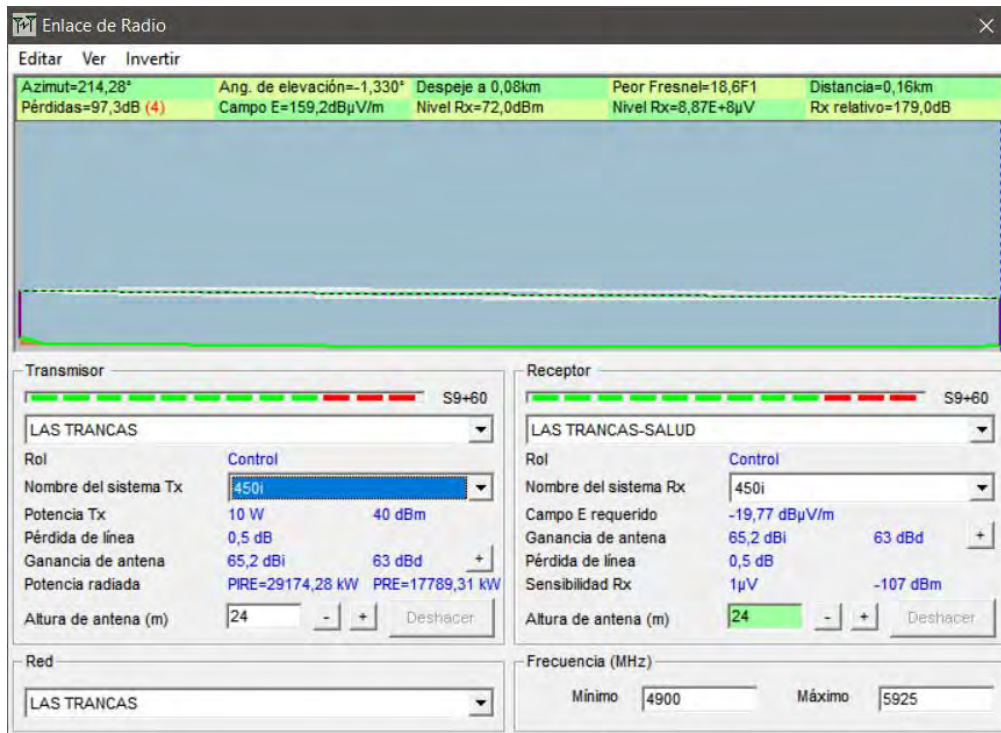 Enlace de Radio
Editar Ver Invertir
Azimut=214,28° Ang. de elevación=-1,330° Despeje a 0,08km Peor Fresnel=18,6F1 Distancia=0,16km
Pérdidas=97,3dB (4) Campo E=159,2dBµV/m Nivel Rx=72,0dBm Nivel Rx=8,87E+8µV Rx relativo=179,0dB
Transmisor
S9+60
LAS TRANCAS
Rol Control
Nombre del sistema Tx 450i
Potencia Tx 10 W 40 dBm
Pérdida de línea 0,5 dB
Ganancia de antena 65,2 dBi 63 dBd +
Potencia radiada PIRE=29174,28 kW PRE=17789,31 kW
Altura de antena (m) 24 - + Deshacer
Receptor
S9+60
LAS TRANCAS-SALUD
Rol Control
Nombre del sistema Rx 450i
Campo E requerido -19,77 dBµV/m
Ganancia de antena 65,2 dBi 63 dBd +
Pérdida de línea 0,5 dB
Sensibilidad Rx 1µV -107 dBm
Altura de antena (m) 24 - + Deshacer
Red
LAS TRANCAS
Frecuencia (MHz)
Mínimo 4900 Máximo 5925